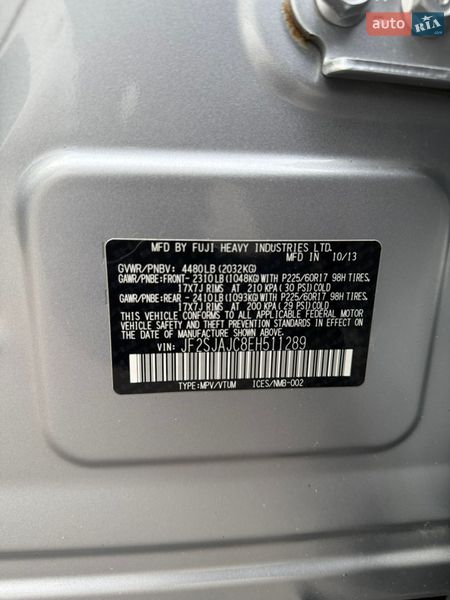 auto RIA
.com
MFD BY FUJI HEAVY INDUSTRIES LTD.
MFD IN 10/13
GVWR/PNBV: 4480LB(2032KG)
GAWR/PNBE:FRONT-2310LB(1048KG)WITH P225/60R17 98H TIRES,
17X7J RIMS AT 210 KPA(30 PSI)COLD
GAWR/PNBE:REAR -2410LB(1093KG)WITH P225/60R17 98H TIRES,
17X7J RIMS AT 200 KPA(29 PSI)COLD
THIS VEHICLE CONFORMS TO ALL APPLICABLE FEDERAL MOTOR
VEHICLE SAFETY AND THEFT PREVENTION STANDARDS IN EFFECT ON
THE DATE OF MANUFACTURE SHOWN ABOVE.
VIN: JF2SJAJC8EH511289
TYPE:MPV/VTUM ICES/NMB-002